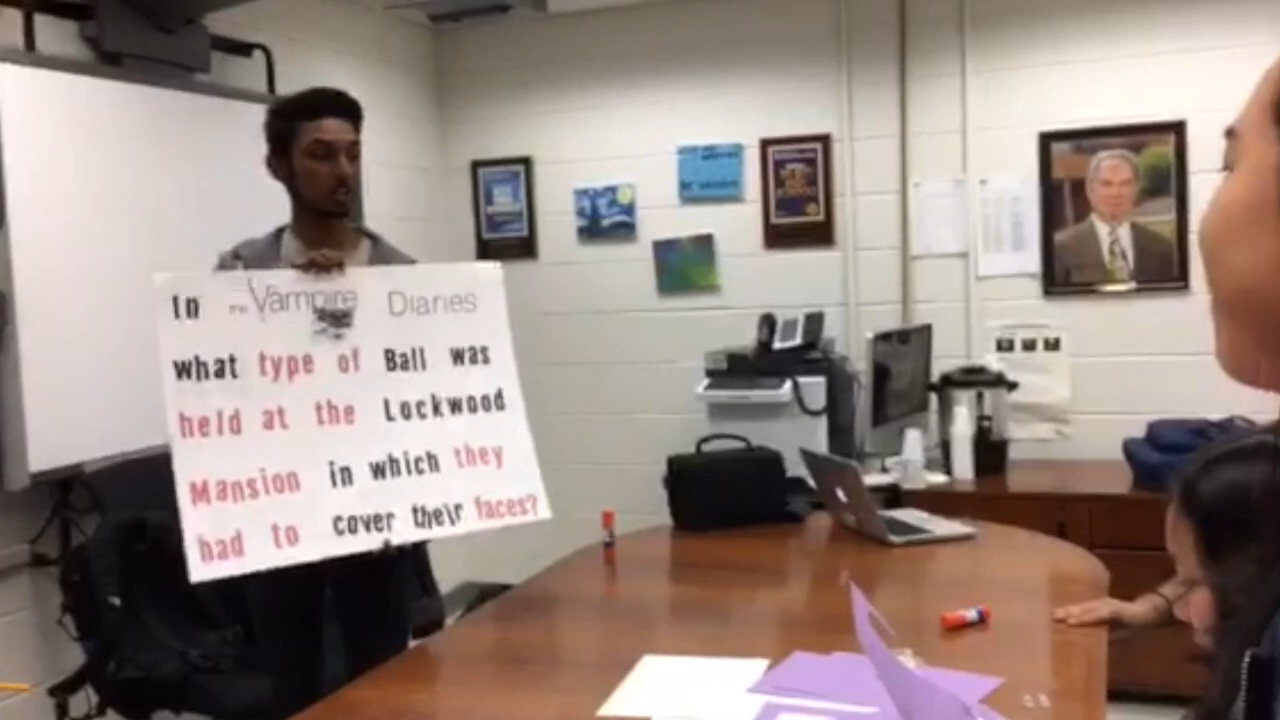 In the Vampire Diaries
what type of Ball was
held at the Lockwood
Mansion in which they
had to cover their faces?